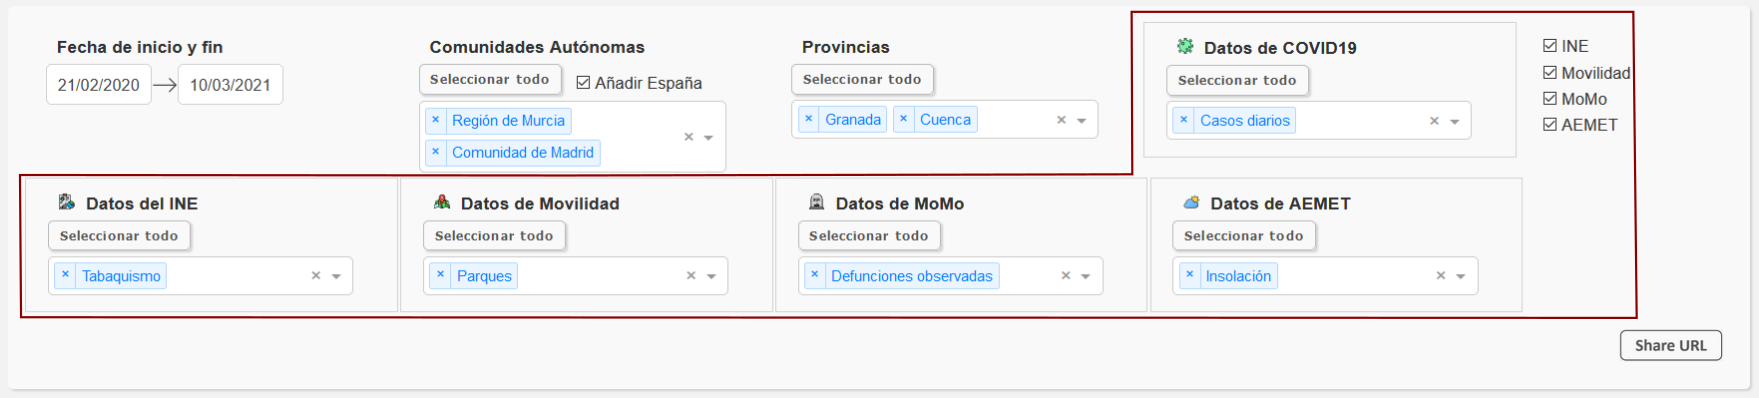 Fecha de inicio y fin
21/02/2020
10/03/2021
Comunidades Autónomas
Seleccionar todo
Añadir España
× Región de Murcia
× Comunidad de Madrid
Provincias
Seleccionar todo
× Granada × Cuenca
Datos de COVID19
Seleccionar todo
× Casos diarios
INE
Movilidad
MoMo
AEMET
Datos del INE
Seleccionar todo
× Tabaquismo
Datos de Movilidad
Seleccionar todo
× Parques
Datos de MoMo
Seleccionar todo
× Defunciones observadas
Datos de AEMET
Seleccionar todo
× Insolación
Share URL